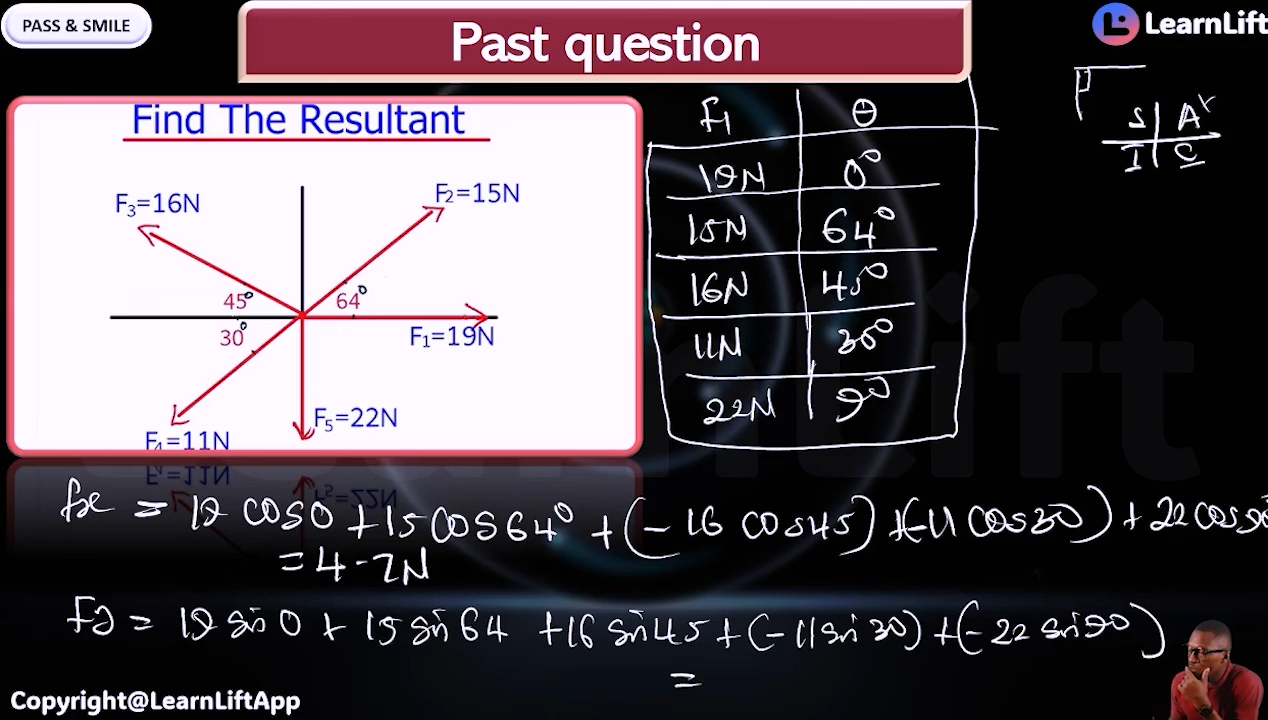 PASS & SMILE
Past question
LearnLift
Find The Resultant
F₃=16N
F₂=15N
45°
64°
30°
F₁=19N
F₅=22N
F₄=11N
F₁ θ
19N 0°
15N 64°
16N 45°
11N 30°
22N 90
S A
T C
fx = 19 cos0 + 15 cos64° + (-16 cos45) + (-11 cos30) + 22 cos90
= 4.7N
Fy = 19 sin 0 + 15 sin 64 + 16 sin 45 + (-11 sin 30) + (-22 sin 90)
=
Copyright@LearnLiftApp